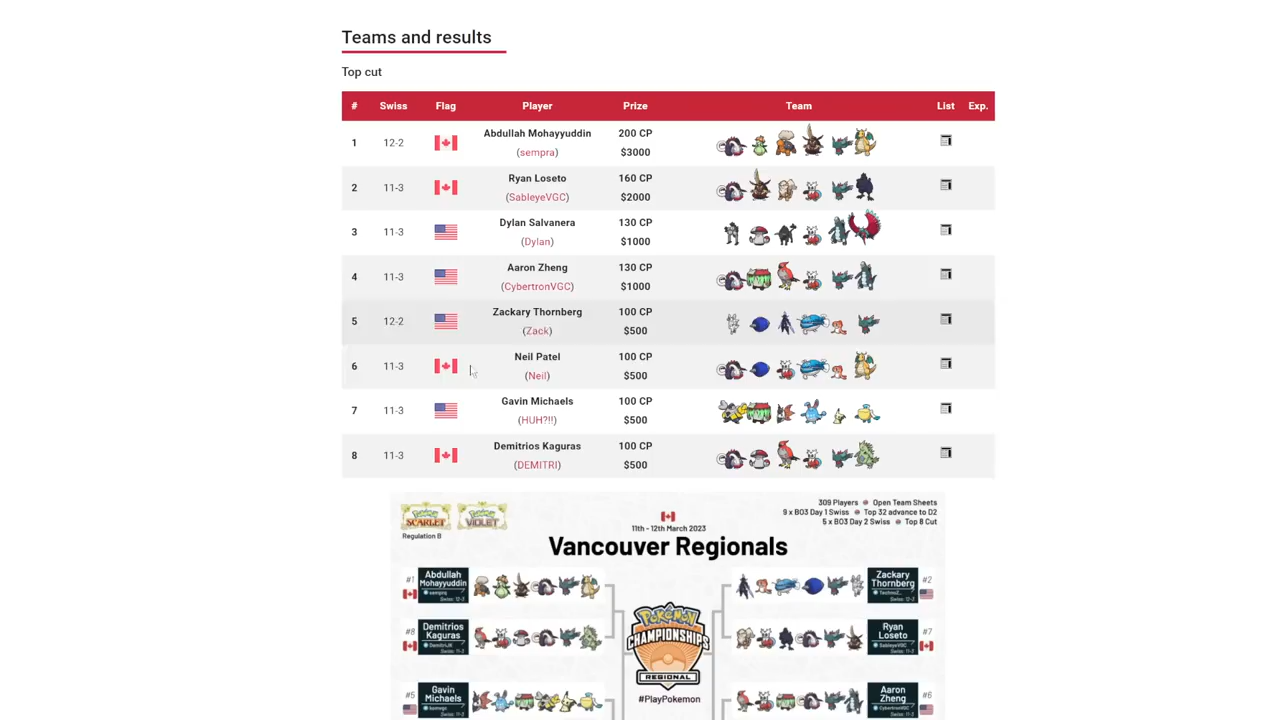 Teams and results
Top cut
# Swiss Flag Player Prize Team List Exp.
1 12-2 Abdullah Mohayyuddin (sempra) 200 CP $3000
2 11-3 Ryan Loseto (SableyeVGC) 160 CP $2000
3 11-3 Dylan Salvanera (Dylan) 130 CP $1000
4 11-3 Aaron Zheng (CybertronVGC) 130 CP $1000
5 12-2 Zackary Thornberg (Zack) 100 CP $500
6 11-3 Neil Patel (Neil) 100 CP $500
7 11-3 Gavin Michaels (HUH?!!) 100 CP $500
8 11-3 Demitrios Kaguras (DEMITRI) 100 CP $500
Pokémon SCARLET Pokémon VIOLET
Regulation B
11th - 12th March 2023
Vancouver Regionals
309 Players Open Team Sheets
9 x BO3 Day 1 Swiss Top 32 advance to D2
5 x BO3 Day 2 Swiss Top 8 Cut
#1 Abdullah Mohayyuddin
Zackary Thornberg #2
#8 Demitrios Kaguras
Ryan Loseto #7
Pokémon CHAMPIONSHIPS REGIONAL
#PlayPokemon
#5 Gavin Michaels
Aaron Zheng #6